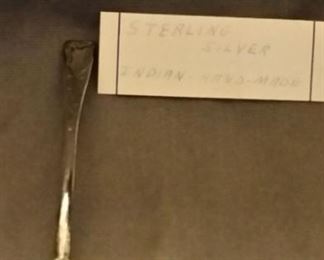 STERLING
SILVER
INDIAN - HAND - MADE